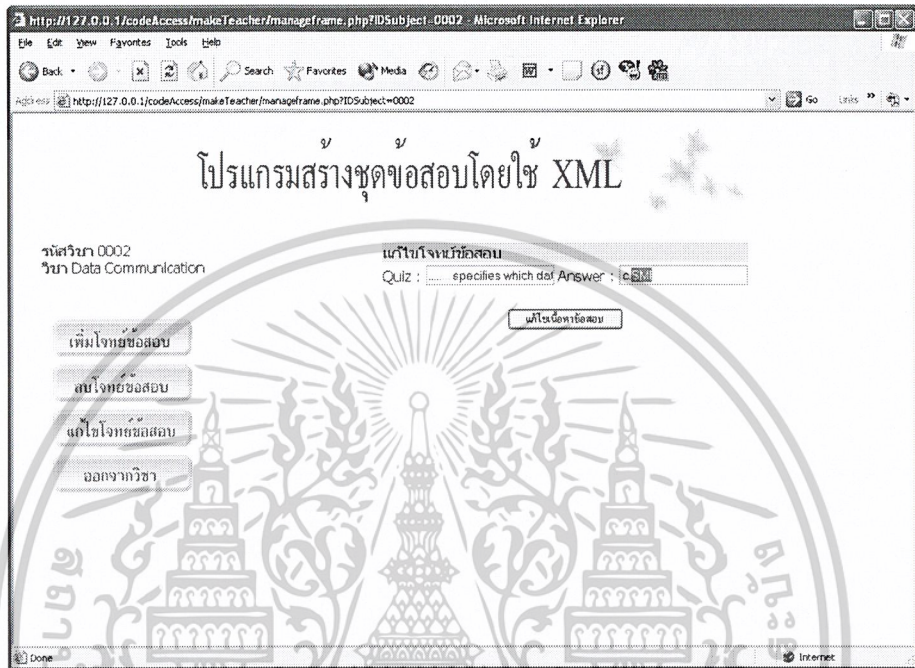 http://127.0.0.1/codeAccess/makeTeacher/manageframe.php?IDSubject=0002 - Microsoft Internet Explorer
File Edit View Favorites Tools Help
Back Search Favorites Media
Address http://127.0.0.1/codeAccess/makeTeacher/manageframe.php?IDSubject=0002 Go Links »
โปรแกรมสร้างชุดข้อสอบโดยใช้ XML
รหัสวิชา 0002
วิชา Data Communication
แก้ไขโจทย์ข้อสอบ
Quiz : ..... specifies which dat Answer : c.SMI
แก้ไขเนื้อหาข้อสอบ
เพิ่มโจทย์ข้อสอบ
ลบโจทย์ข้อสอบ
แก้ไขโจทย์ข้อสอบ
ออกจากวิชา
Done Internet